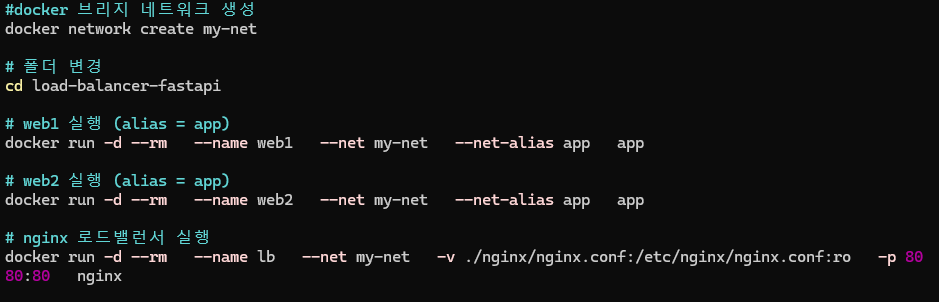 #docker 브리지 네트워크 생성
docker network create my-net
# 폴더 변경
cd load-balancer-fastapi
# web1 실행 (alias = app)
docker run -d --rm   --name web1   --net my-net   --net-alias app   app
# web2 실행 (alias = app)
docker run -d --rm   --name web2   --net my-net   --net-alias app   app
# nginx 로드밸런서 실행
docker run -d --rm   --name lb   --net my-net   -v ./nginx/nginx.conf:/etc/nginx/nginx.conf:ro   -p 80
80:80   nginx